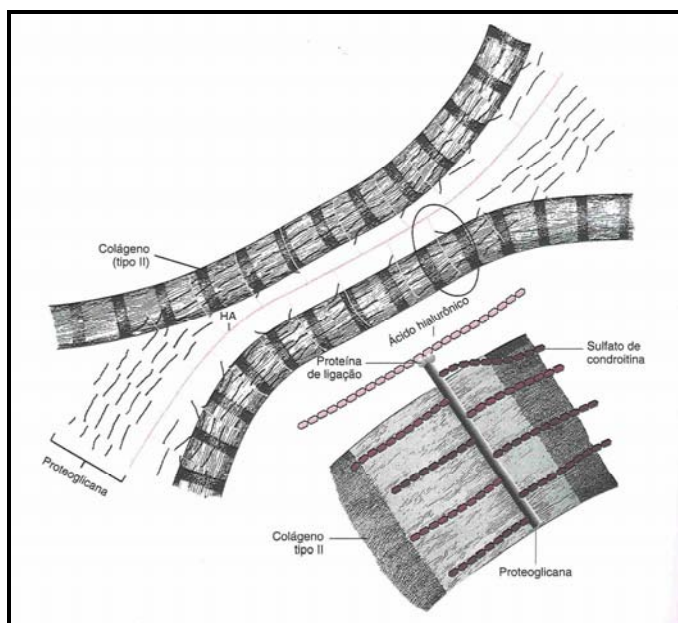 Colágeno
(tipo II)
HA
Ácido hialurônico
Proteína
de ligação
Sulfato de
condroitina
Proteoglicana
Colágeno
tipo II
Proteoglicana